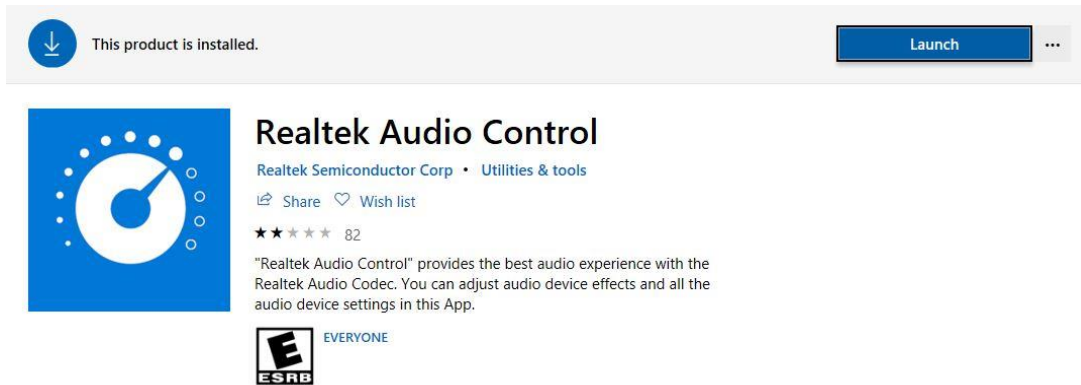 This product is installed.
Launch
...
Realtek Audio Control
Realtek Semiconductor Corp • Utilities & tools
Share Wish list
82
"Realtek Audio Control" provides the best audio experience with the
Realtek Audio Codec. You can adjust audio device effects and all the
audio device settings in this App.
EVERYONE
E
ESRB